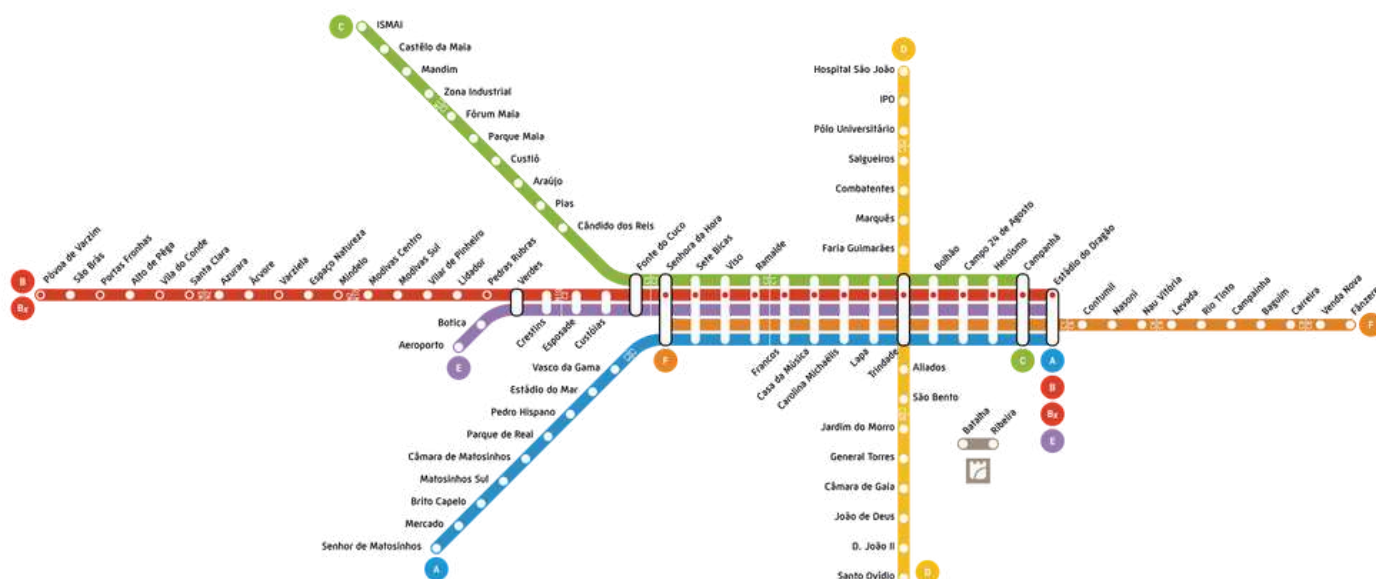 C
ISMAI
Castêlo da Maia
Mandim
Zona Industrial
Fórum Maia
Parque Maia
Custió
Araújo
Pias
Cândido dos Reis
D
Hospital São João
IPO
Pólo Universitário
Salgueiros
Combatentes
Marquês
Faria Guimarães
B
Bx
Póvoa de Varzim
São Brás
Portas Fronhas
Alto de Pêga
Vila do Conde
Santa Clara
Azurara
Árvore
Varziela
Espaço Natureza
Mindelo
Modivas Centro
Modivas Sul
Vilar de Pinheiro
Lidador
Pedras Rubras
Verdes
Fonte do Cuco
Senhora da Hora
Sete Bicas
Viso
Ramalde
Bolhão
Campo 24 de Agosto
Heroísmo
Campanhã
Estádio do Dragão
Contumil
Nasoni
Nau Vitória
Levada
Rio Tinto
Campainha
Baguim
Carreira
Venda Nova
Fânzeres
F
Botica
Aeroporto
E
Crestins
Esposade
Custóias
Francos
Casa da Música
Carolina Michaëlis
Lapa
Trindade
F
C
A
B
Bx
E
Vasco da Gama
Estádio do Mar
Pedro Hispano
Parque de Real
Câmara de Matosinhos
Matosinhos Sul
Brito Capelo
Mercado
Senhor de Matosinhos
A
Aliados
São Bento
Jardim do Morro
General Torres
Câmara de Gaia
João de Deus
D. João II
Santo Ovídio
D
Batalha
Ribeira